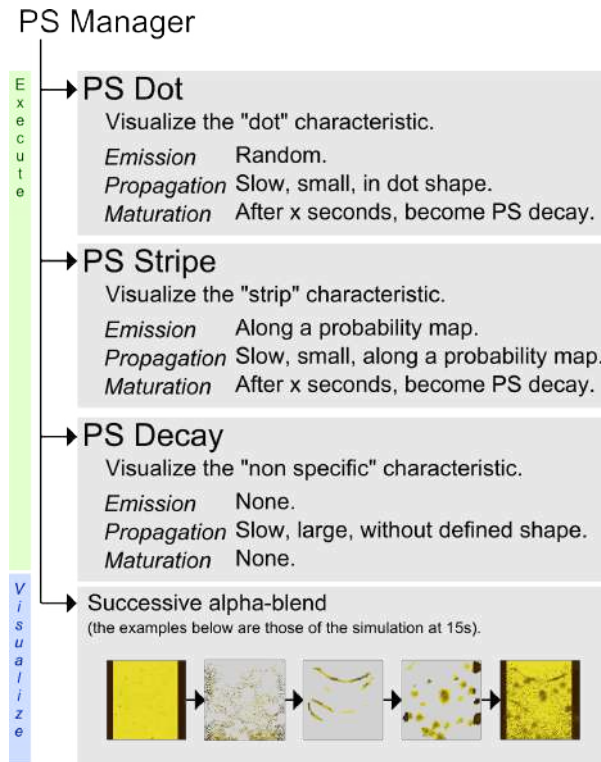 PS Manager
Execute
PS Dot
Visualize the "dot" characteristic.
Emission Random.
Propagation Slow, small, in dot shape.
Maturation After x seconds, become PS decay.
PS Stripe
Visualize the "strip" characteristic.
Emission Along a probability map.
Propagation Slow, small, along a probability map.
Maturation After x seconds, become PS decay.
PS Decay
Visualize the "non specific" characteristic.
Emission None.
Propagation Slow, large, without defined shape.
Maturation None.
Visualize
Successive alpha-blend
(the examples below are those of the simulation at 15s).